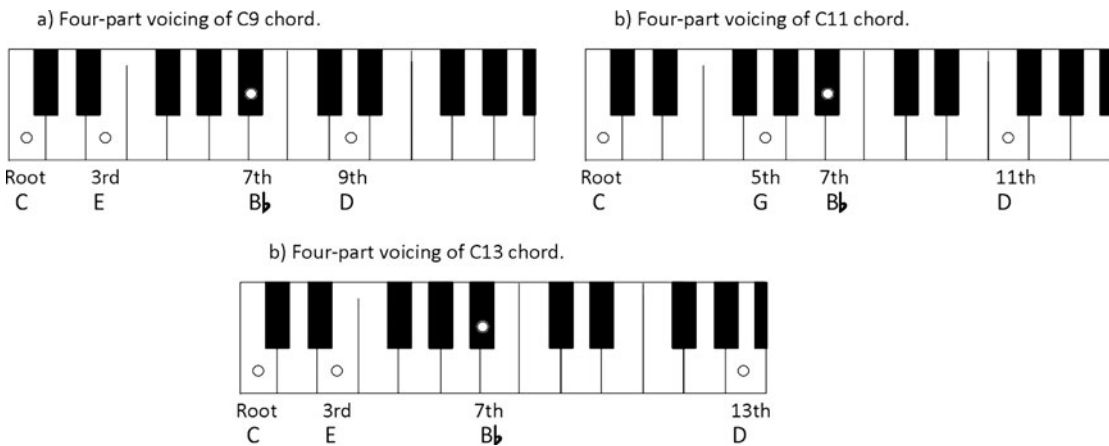 a) Four-part voicing of C9 chord.
Root 3rd 7th 9th
C E B♭ D
b) Four-part voicing of C11 chord.
Root 5th 7th 11th
C G B♭ D
b) Four-part voicing of C13 chord.
Root 3rd 7th 13th
C E B♭ D